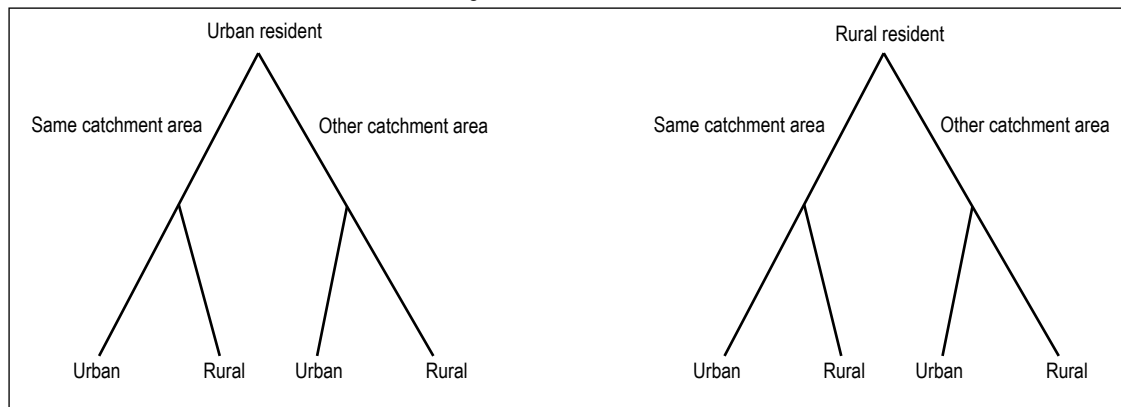 Urban resident
Same catchment area
Other catchment area
Urban
Rural
Urban
Rural
Rural resident
Same catchment area
Other catchment area
Urban
Rural
Urban
Rural